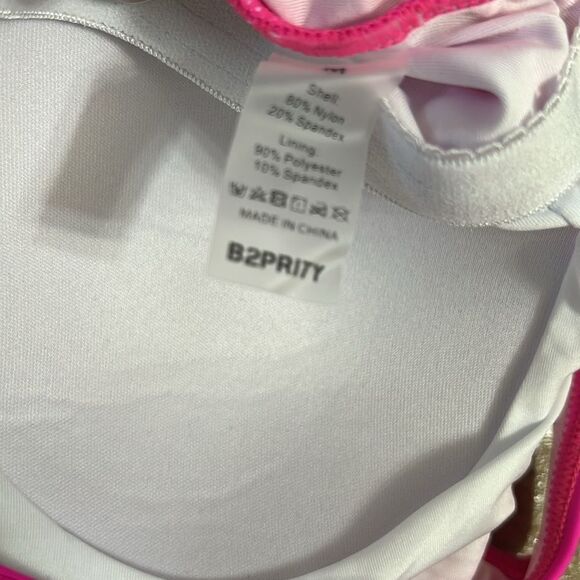 Shell:
80% Nylon
20% Spandex
Lining:
90% Polyester
10% Spandex
MADE IN CHINA
B2PRITY